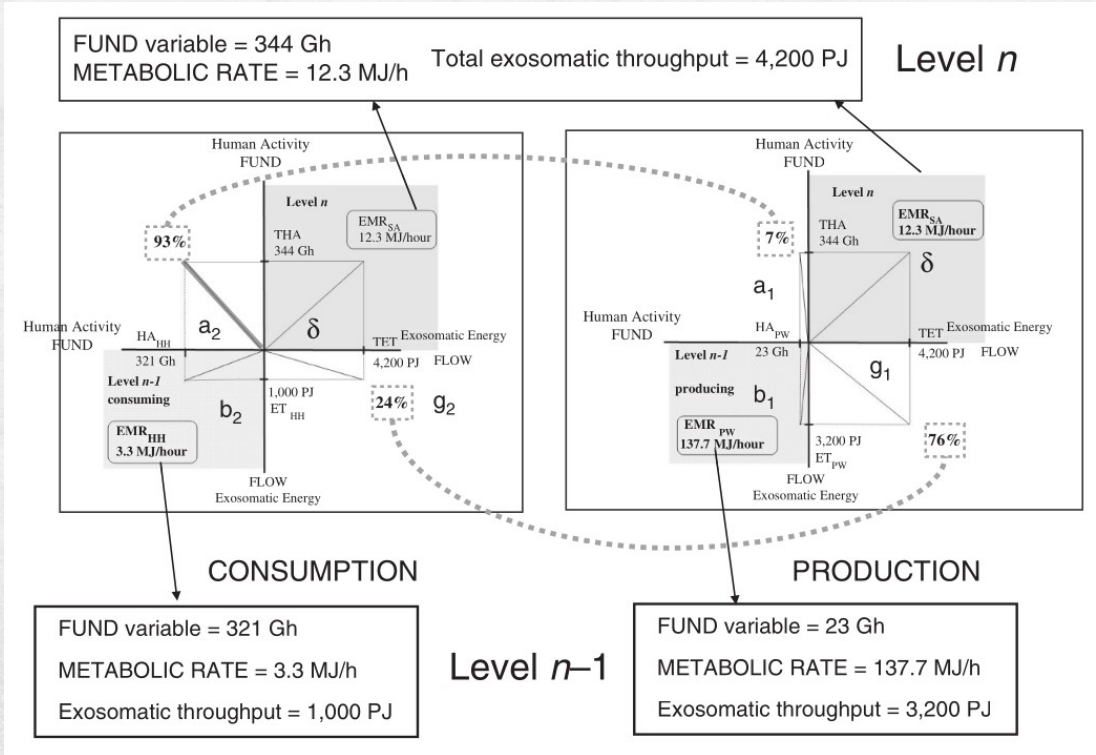 FUND variable = 344 Gh
METABOLIC RATE = 12.3 MJ/h
Total exosomatic throughput = 4,200 PJ
Level n
Human Activity
FUND
Level n
EMR_SA
12.3 MJ/hour
93%
THA
344 Gh
a₂
δ
Human Activity
FUND
HA_HH
321 Gh
TET
4,200 PJ
Exosomatic Energy
FLOW
Level n-1
consuming
b₂
1,000 PJ
ET_HH
24%
g₂
EMR_HH
3.3 MJ/hour
FLOW
Exosomatic Energy
Human Activity
FUND
Level n
EMR_SA
12.3 MJ/hour
7%
THA
344 Gh
a₁
δ
Human Activity
FUND
HA_PW
23 Gh
TET
4,200 PJ
Exosomatic Energy
FLOW
Level n-1
producing
b₁
g₁
EMR_PW
137.7 MJ/hour
3,200 PJ
ET_PW
76%
FLOW
Exosomatic Energy
CONSUMPTION
PRODUCTION
FUND variable = 321 Gh
METABOLIC RATE = 3.3 MJ/h
Exosomatic throughput = 1,000 PJ
Level n–1
FUND variable = 23 Gh
METABOLIC RATE = 137.7 MJ/h
Exosomatic throughput = 3,200 PJ